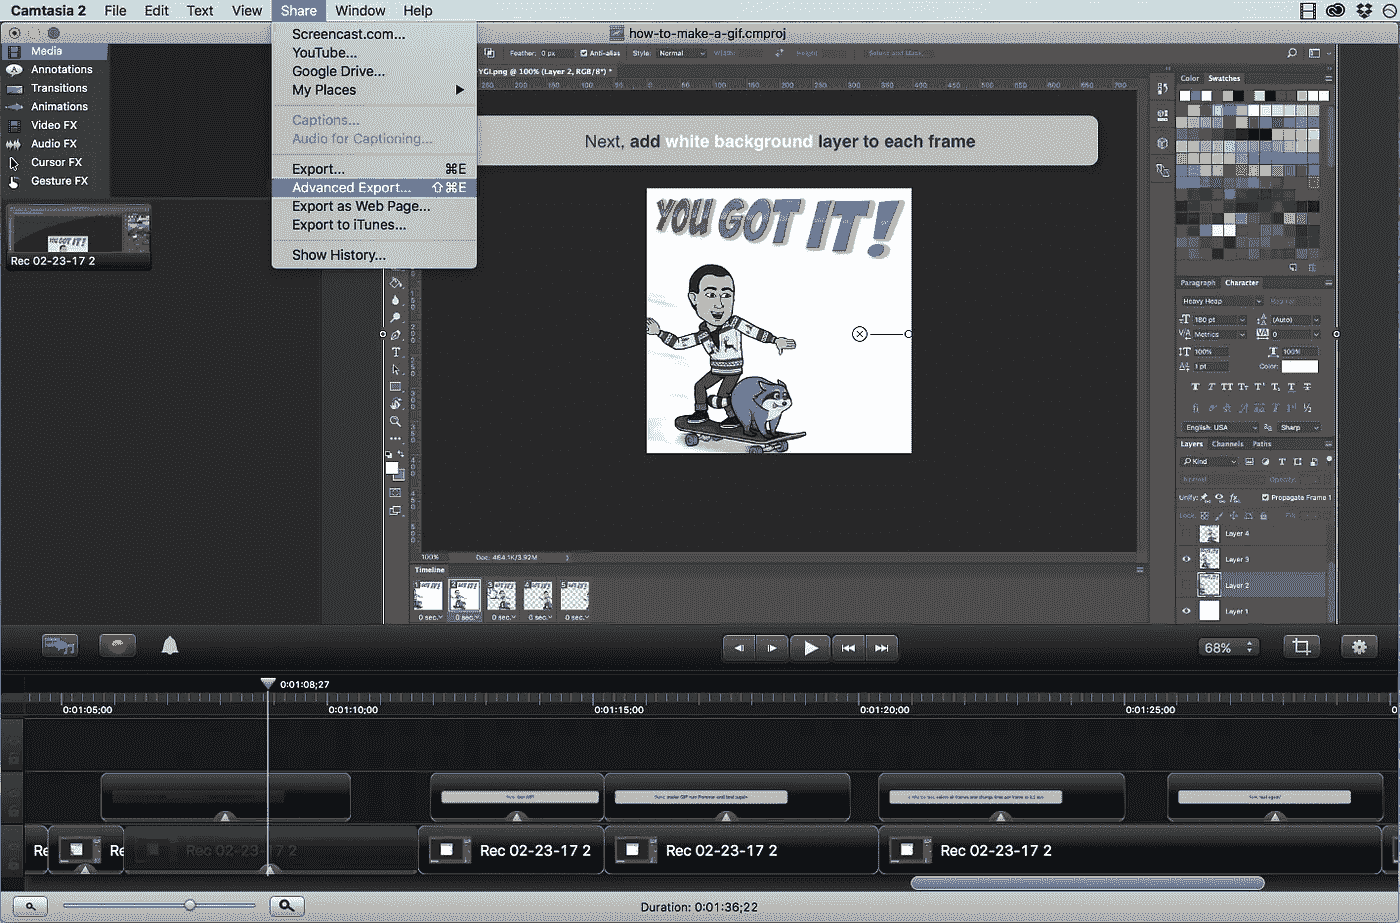 Camtasia 2 File Edit Text View Share Window Help
how-to-make-a-gif.cmproj
Media
Annotations
Transitions
Animations
Video FX
Audio FX
Cursor FX
Gesture FX
Rec 02-23-17 2
Screencast.com...
YouTube...
Google Drive...
My Places
Captions...
Audio for Captioning...
Export... ⌘E
Advanced Export... ⇧⌘E
Export as Web Page...
Export to iTunes...
Show History...
Feather: 0 px Anti-alias Style: Normal Width: Height: Select and Mask...
YGI.png @ 100% (Layer 2, RGB/8*) *
Next, add white background layer to each frame
YOU GOT IT!
Color Swatches
Paragraph Character
Heavy Heap Regular
180 pt (Auto)
Metrics 0
100% 100%
1 pt Color:
English: USA Sharp
Layers Channels Paths
Kind
Normal Opacity:
Unify: Propagate Frame 1
Lock: Fill:
Layer 4
Layer 3
Layer 2
Layer 1
100% Doc: 464.1K/3.92M
Timeline
1 2 3 4 5
0 sec. 0 sec. 0 sec. 0 sec. 0 sec.
68%
0:01:08;27
0:01:05;00 0:01:10;00 0:01:15;00 0:01:20;00 0:01:25;00
Re Re Rec 02-23-17 2 Rec 02-23-17 2 Rec 02-23-17 2 Rec 02-23-17 2
Duration: 0:01:36;22